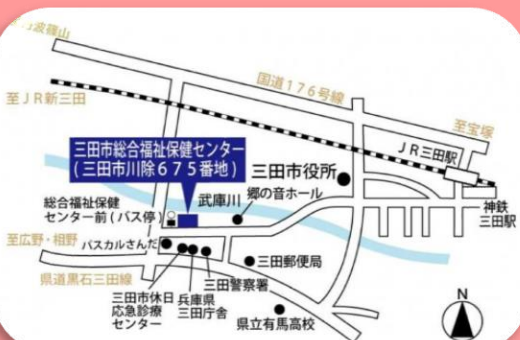 波篠山
国道176号線
至JR新三田
至宝塚
JR三田駅
三田市総合福祉保健センター
(三田市川除675番地)
三田市役所
武庫川
郷の音ホール
総合福祉保健
センター前(バス停)
神鉄
三田駅
至広野・相野
パスカルさんだ
三田郵便局
三田警察署
県道黒石三田線
三田市休日
応急診療
センター
兵庫県
三田庁舎
県立有馬高校
N